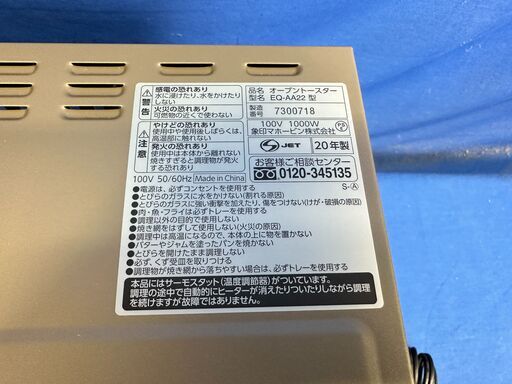 警告
感電の恐れあり
水に浸けたり、水をかけたり
しない
火災の恐れあり
可燃物の近くで使わない
注意
やけどの恐れあり
使用中や使用後しばらくは、
高温部に触れない
発火の恐れあり
使用中は本体から離れない
焼きすぎると調理物が発火
する恐れあり
100V 50/60Hz Made in China
品名 オーブントースター
型名 EQ-AA22 型
製造番号 7300718
100V 1000W
象印マホービン株式会社
S JET 20年製
お客様ご相談センター
0120-345135
S-Ⓐ
●電源は、必ずコンセントを使用する
●とびらのガラスに水をかけない(割れる原因)
●とびらのガラスに強い衝撃を加えたり、傷をつけない(けが・破損の原因)
●肉・魚・フライは必ずトレーを使用する
●調理以外の目的で使用しない
●焼き網をはずして使用しない(火災の原因)
●調理中は高温になるので、本体の上に物を置かない
●バターやジャムを塗ったパンを焼かない
●とびらを開けたまま調理しない
●必ず、くず受皿を取りつける
●調理物が焼き網から落ちやすい場合は、必ずトレーを使用する
本品にはサーモスタット(温度調節器)がついています。
調理の途中で自動的にヒーターが消えたりついたりしながら調理
を続けますが故障ではありません。